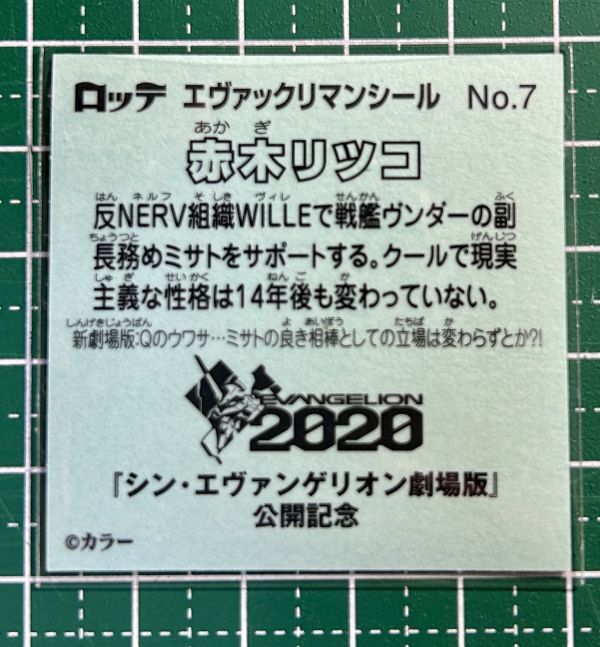 ロッテ エヴァックリマンシール No.7
あかぎ
赤木リツコ
はん ネルフ そしき ヴィレ せんかん ふく
反NERV組織WILLEで戦艦ヴンダーの副
ちょうつと げんじつ
長務めミサトをサポートする。クールで現実
しゅぎ せいかく ねんご か
主義な性格は14年後も変わっていない。
しんげきじょうばん よ あいぼう たちば か
新劇場版:Qのウワサ…ミサトの良き相棒としての立場は変わらずとか?!
EVANGELION
2020
『シン・エヴァンゲリオン劇場版』
公開記念
©カラー